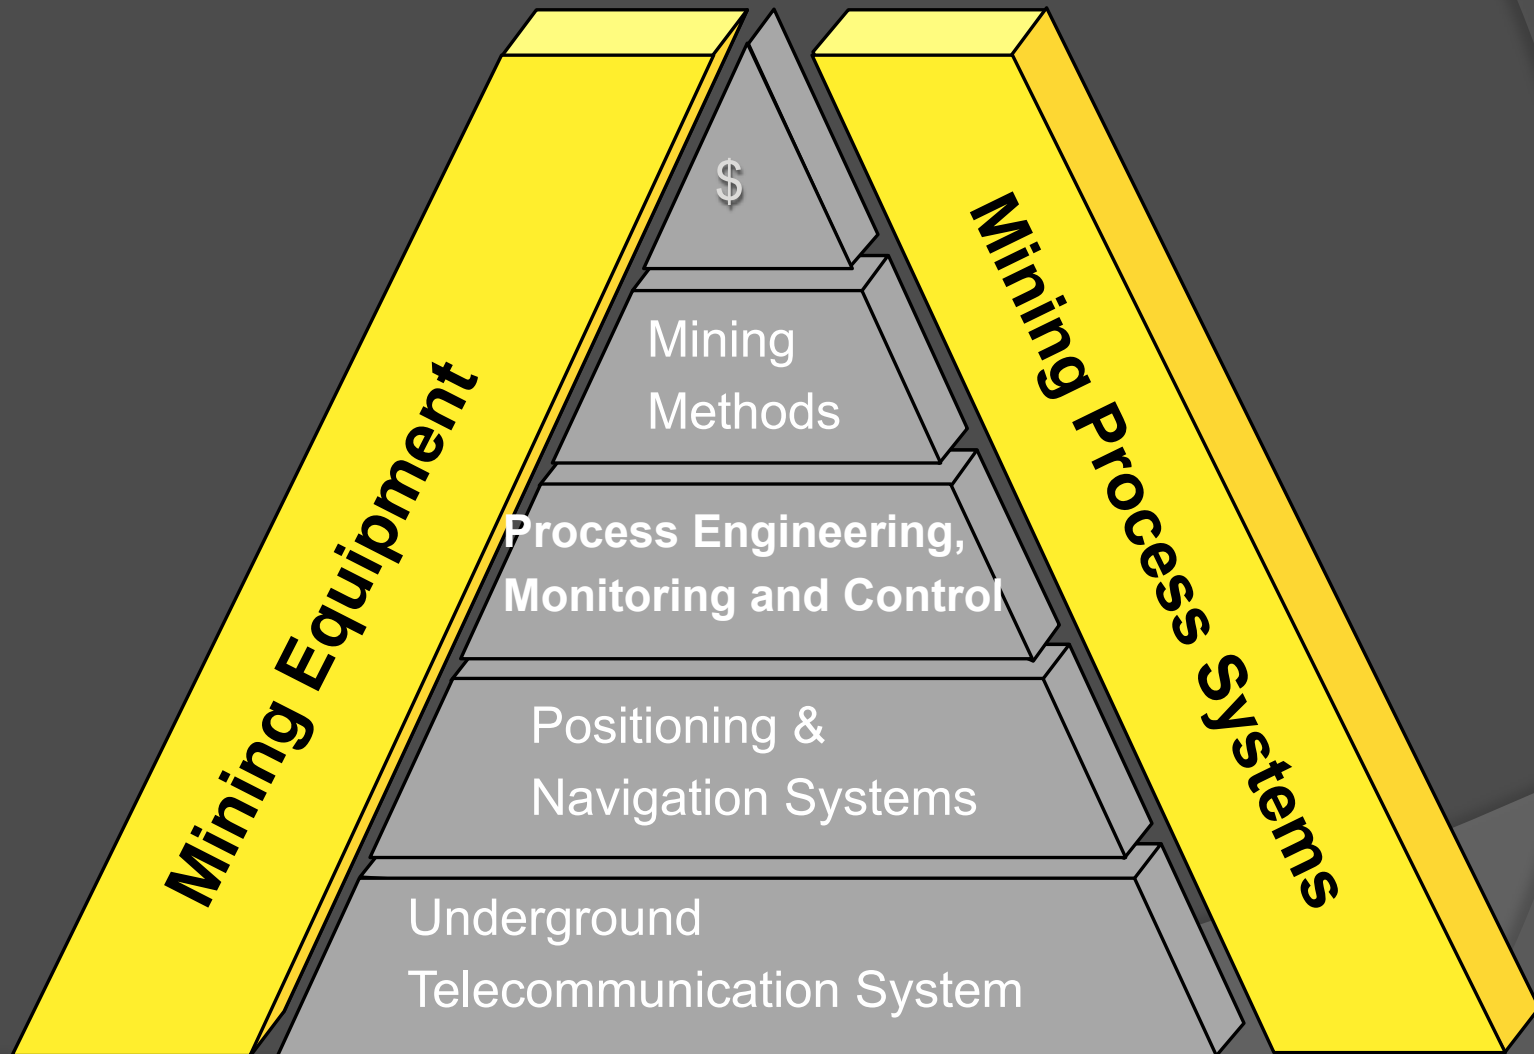 $
Mining
Methods
Process Engineering,
Monitoring and Control
Positioning &
Navigation Systems
Underground
Telecommunication System
Mining Equipment
Mining Process Systems